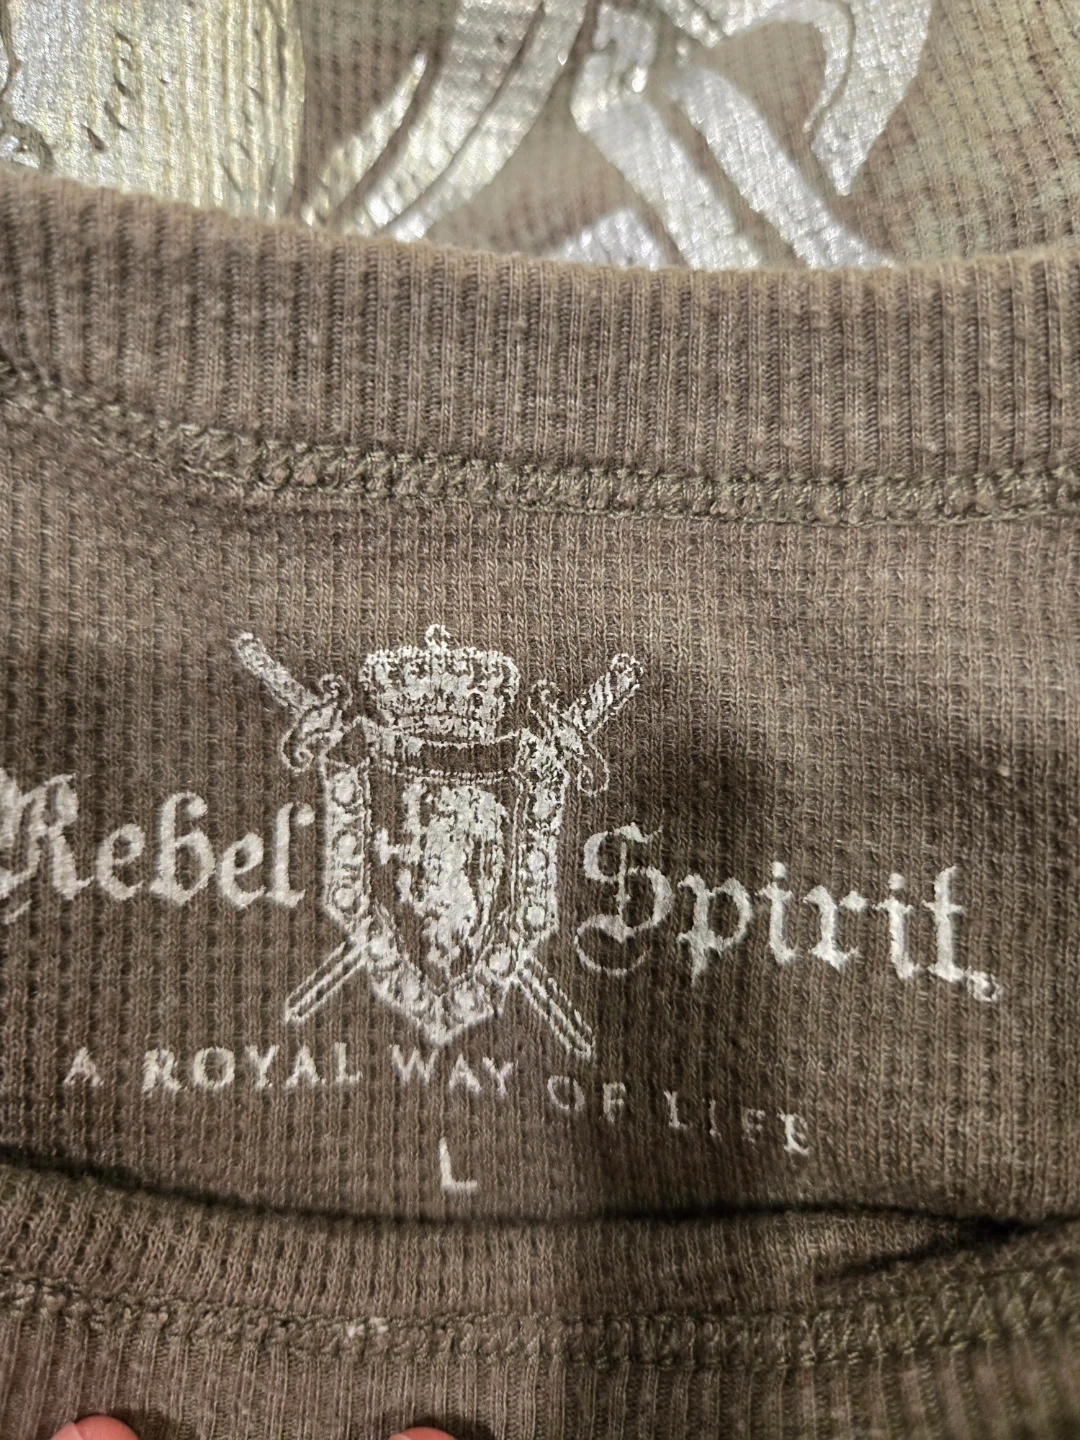 Rebel Spirit.
A ROYAL WAY OF LIFE
L